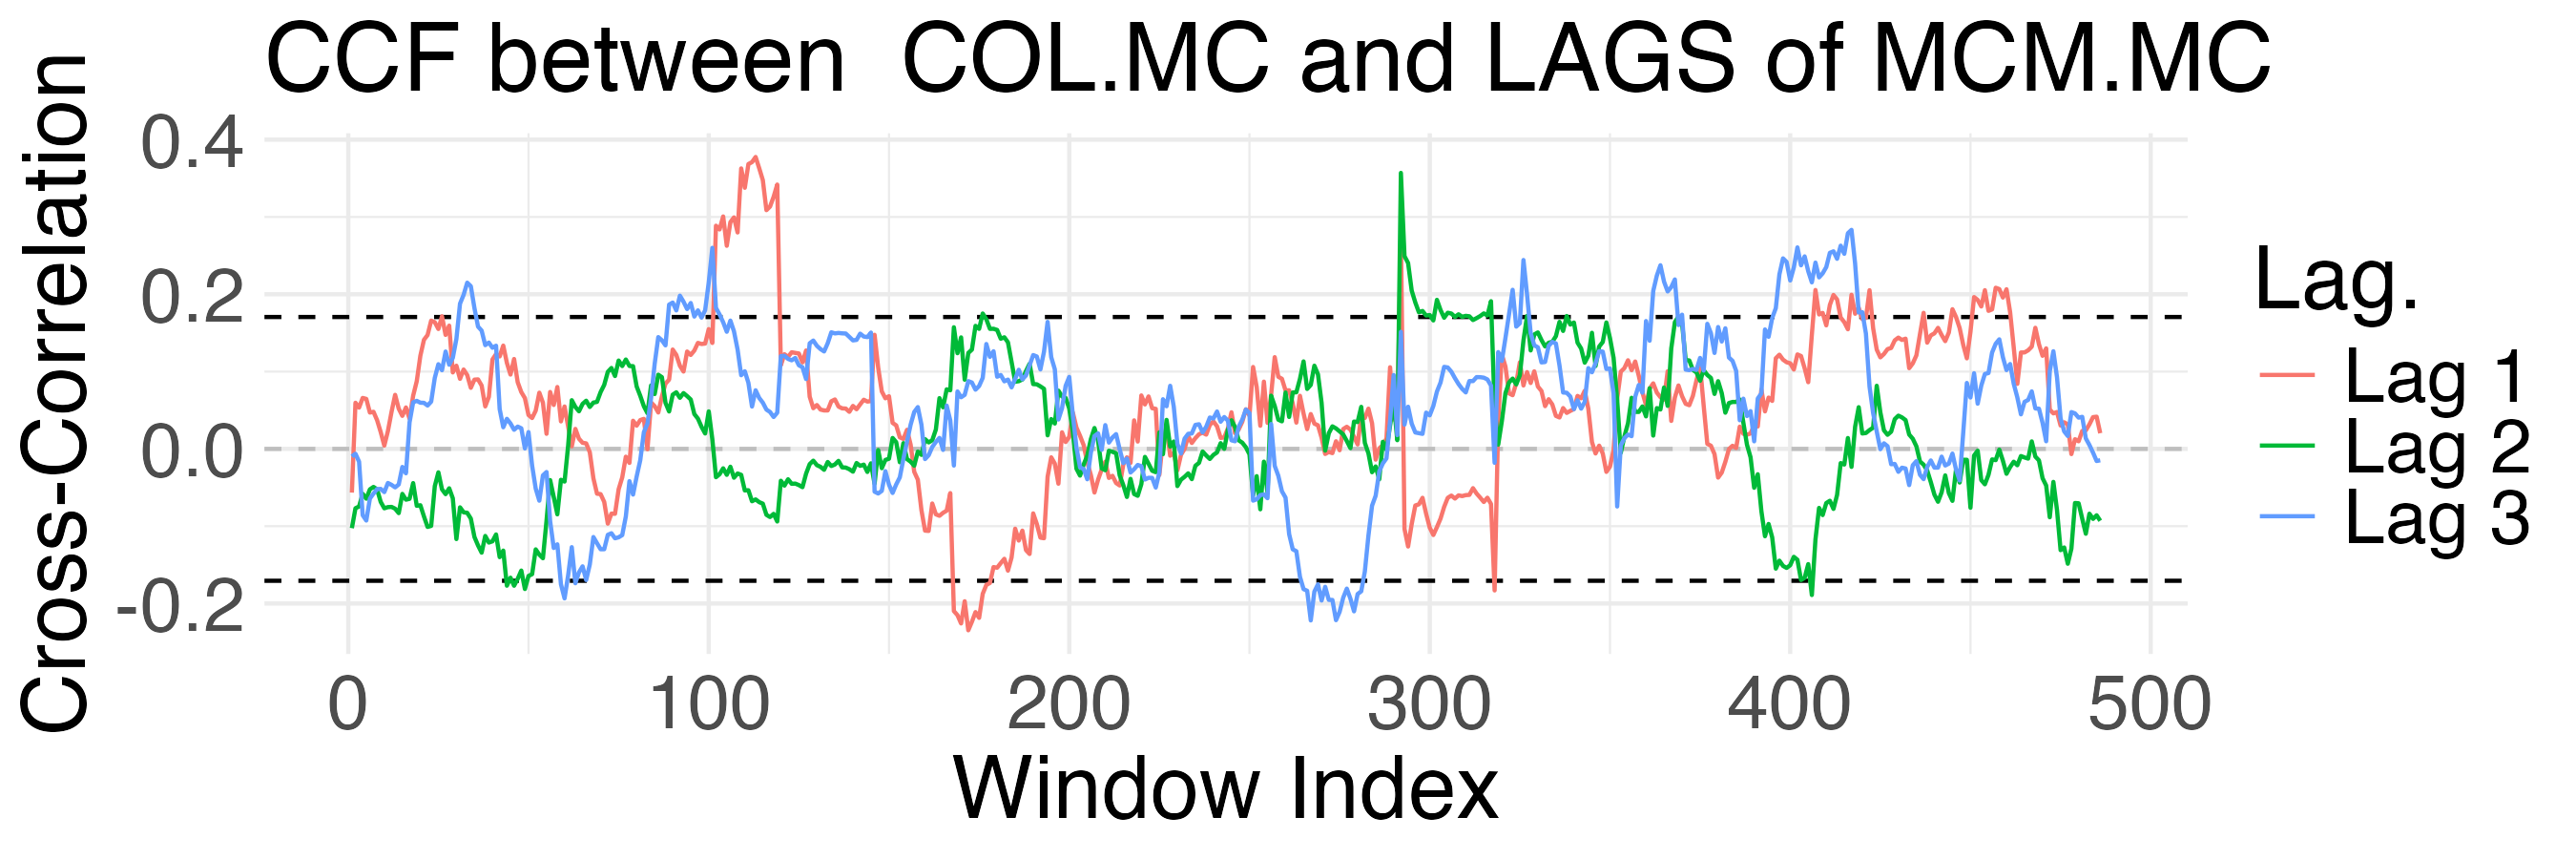 CCF between  COL.MC and LAGS of MCM.MC
Cross-Correlation
0.4
0.2
0.0
-0.2
0 100 200 300 400 500
Window Index
Lag.
Lag 1
Lag 2
Lag 3